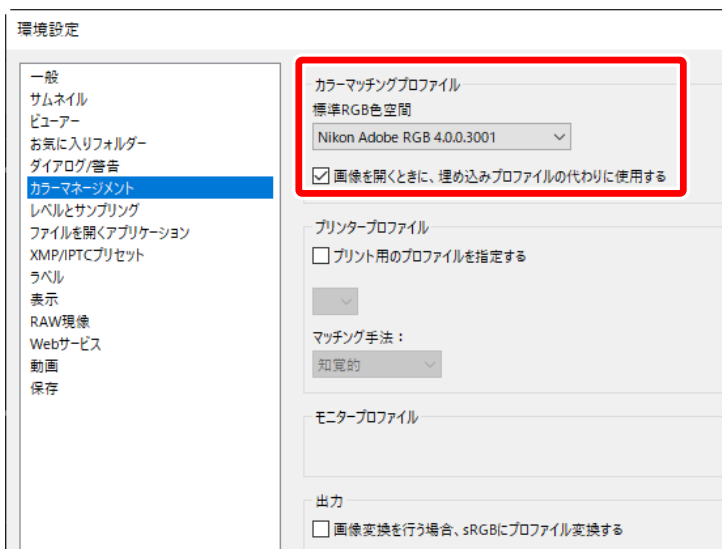 環境設定
一般
サムネイル
ビューアー
お気に入りフォルダー
ダイアログ/警告
カラーマネージメント
レベルとサンプリング
ファイルを開くアプリケーション
XMP/IPTCプリセット
ラベル
表示
RAW現像
Webサービス
動画
保存
カラーマッチングプロファイル
標準RGB色空間
Nikon Adobe RGB 4.0.0.3001
画像を開くときに、埋め込みプロファイルの代わりに使用する
プリンタープロファイル
プリント用のプロファイルを指定する
マッチング手法：
知覚的
モニタープロファイル
出力
画像変換を行う場合、sRGBにプロファイル変換する